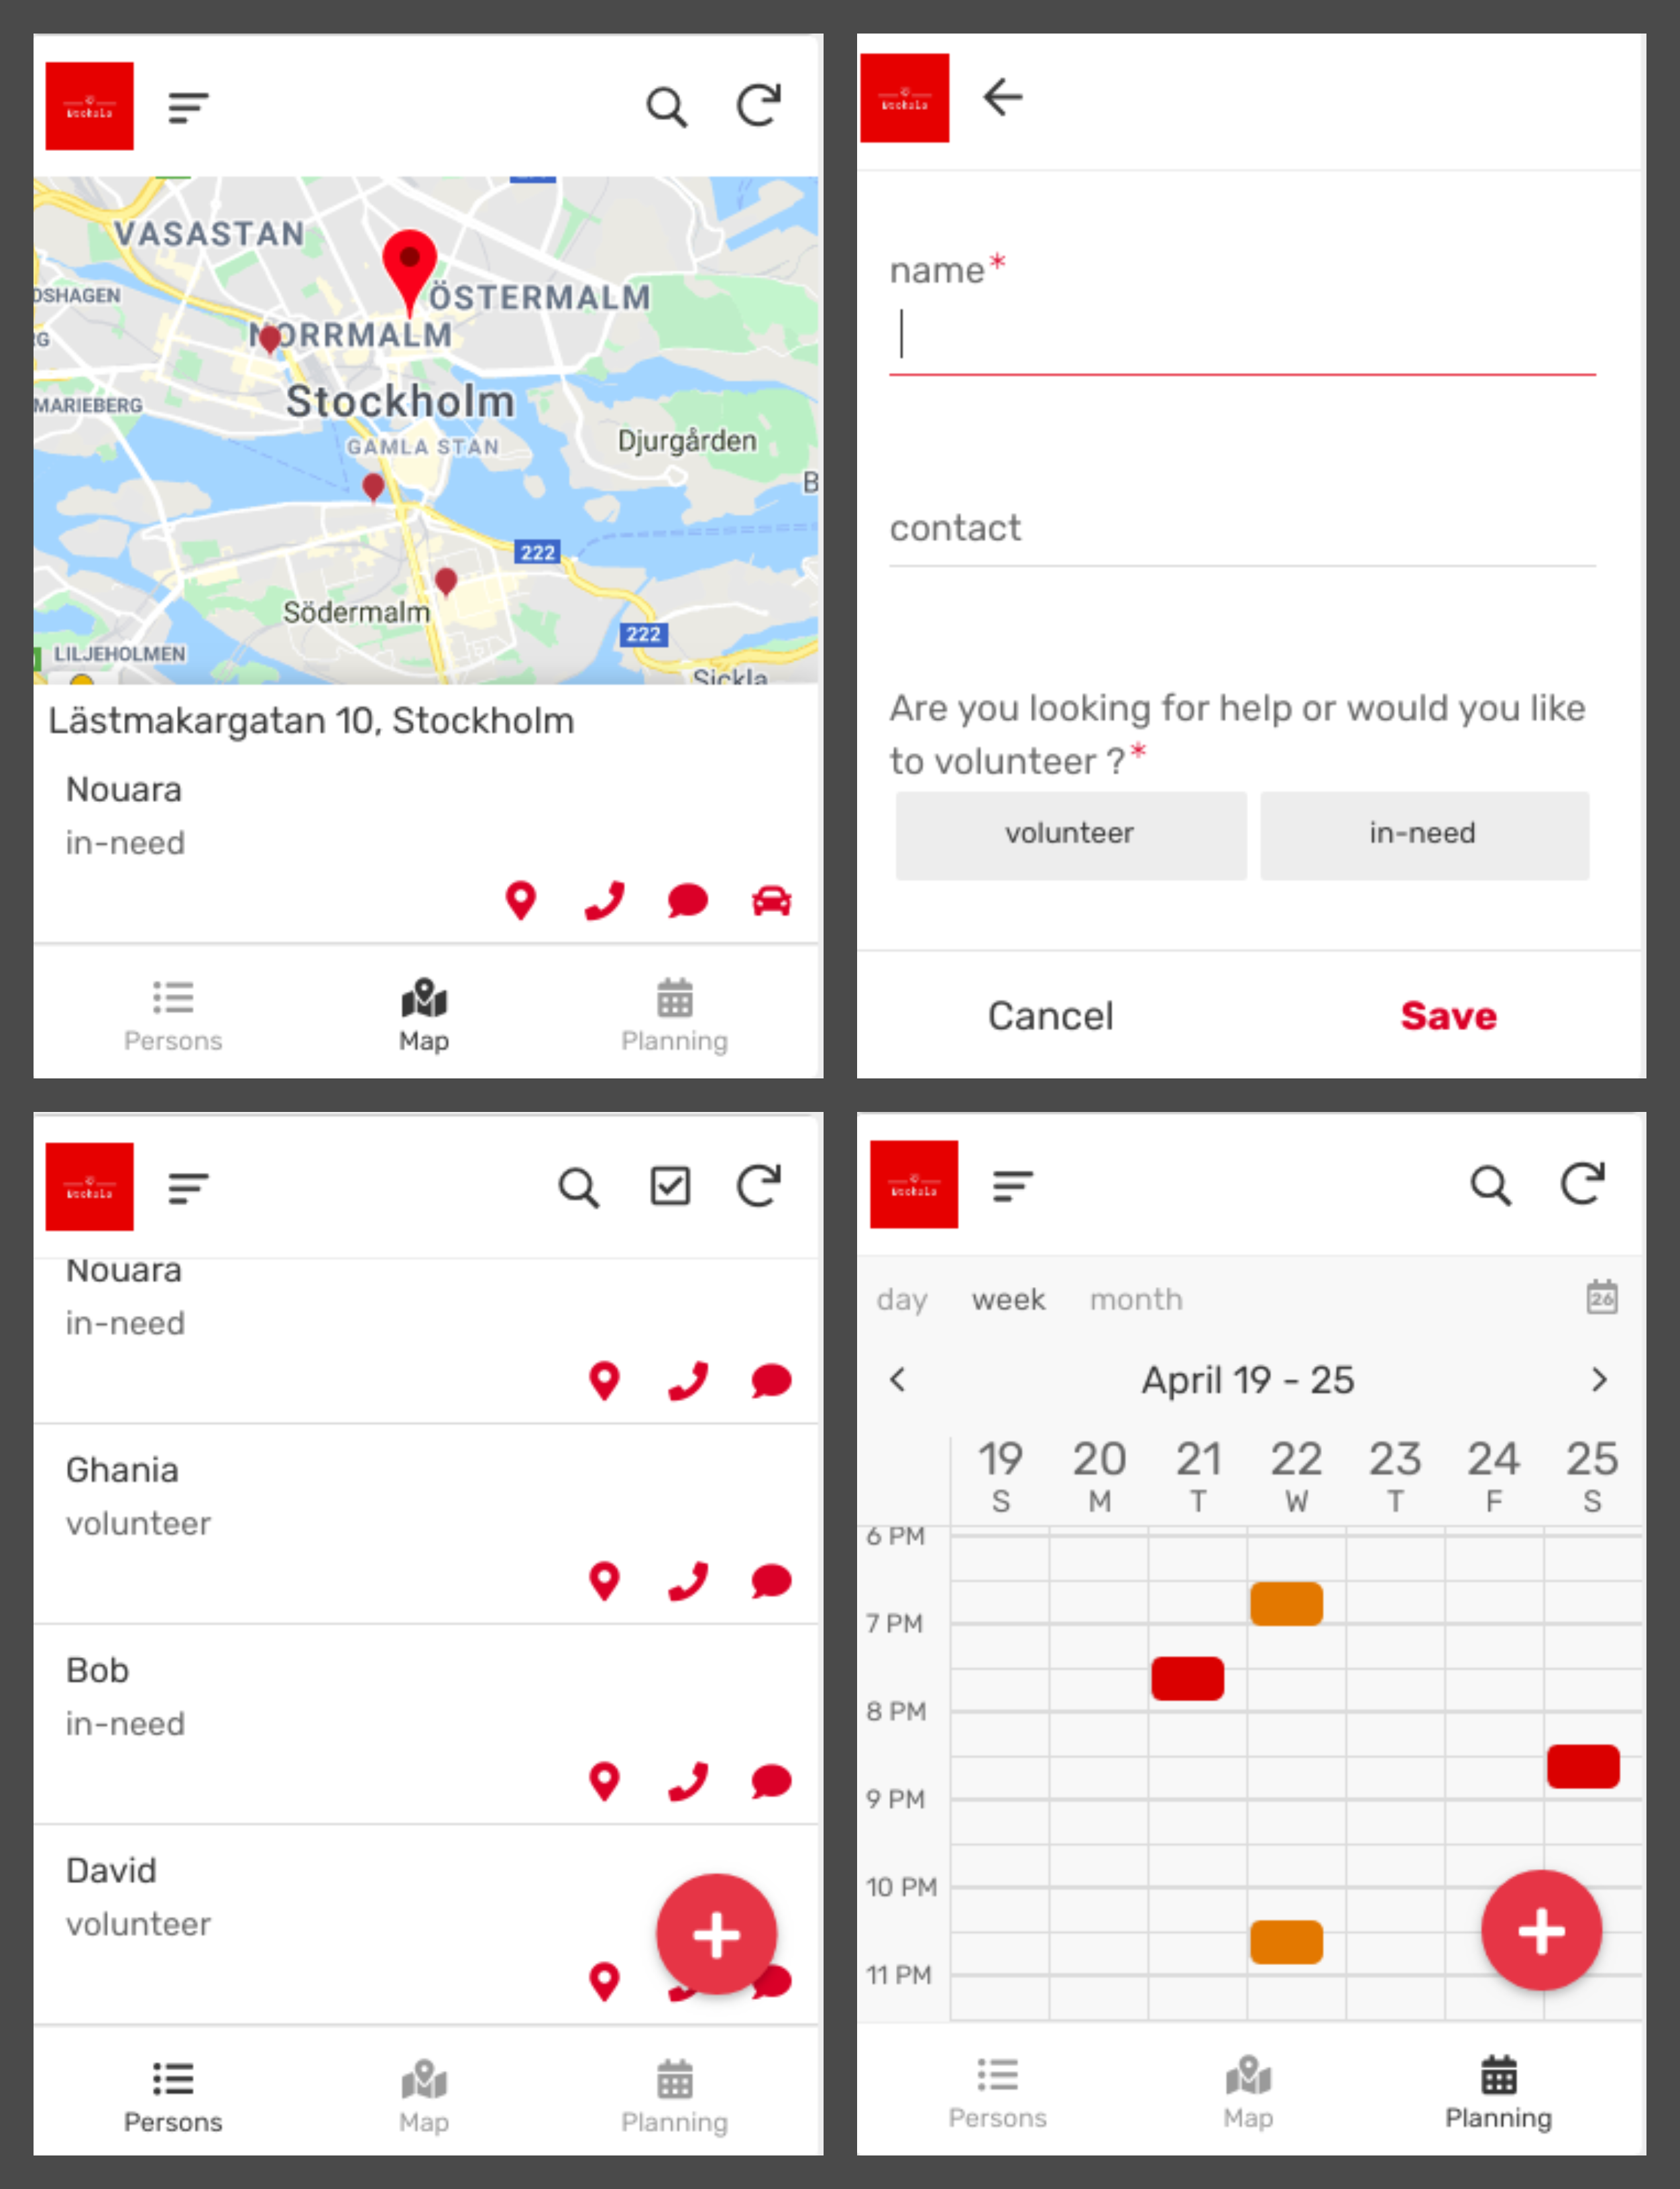 VASASTAN
ÖSTERMALM
OSHAGEN
NORRMALM
MARIEBERG
Stockholm
GAMLA STAN
Djurgården
B
222
Södermalm
222
LILJEHOLMEN
Sickla
Lästmakargatan 10, Stockholm
Nouara
in-need
Persons
Map
Planning
name*
contact
Are you looking for help or would you like
to volunteer ?*
volunteer
in-need
Cancel
Save
Nouara
in-need
Ghania
volunteer
Bob
in-need
David
volunteer
Persons
Map
Planning
day week month
26
April 19 - 25
19 20 21 22 23 24 25
S M T W T F S
6 PM
7 PM
8 PM
9 PM
10 PM
11 PM
Persons
Map
Planning